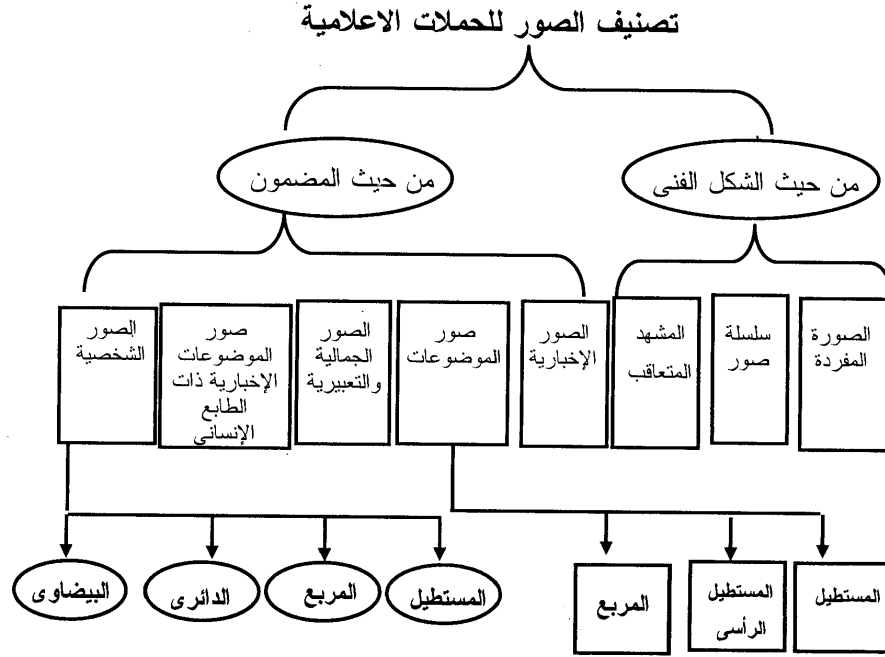 تصنيف الصور للحملات الاعلامية
من حيث الشكل الفنى
من حيث المضمون
الصورة
المفردة
سلسلة
صور
المشهد
المتعاقب
الصور
الإخبارية
صور
الموضوعات
الصور
الجمالية
والتعبيرية
صور
الموضوعات
الإخبارية ذات
الطابع
الإنسانى
الصور
الشخصية
المستطيل
المستطيل
الرأسى
المربع
المستطيل
المربع
الدائرى
البيضاوى